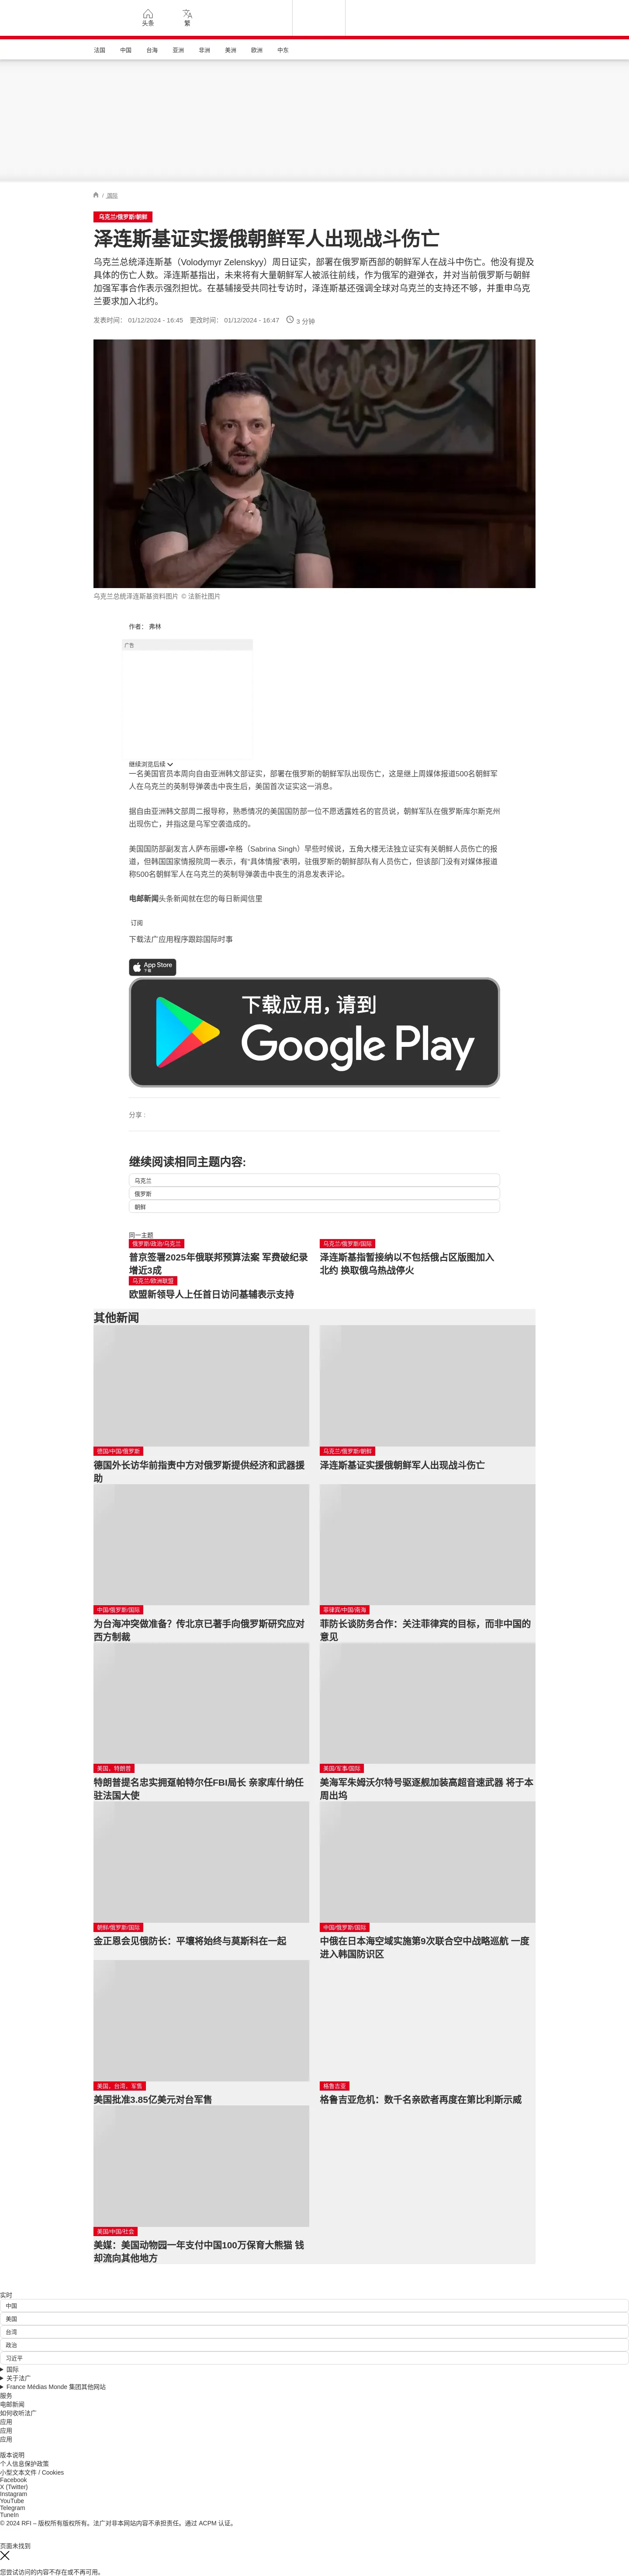 头条
繁
法国
中国
台海
亚洲
非洲
美洲
欧洲
中东
/ 国际
乌克兰/俄罗斯/朝鲜
泽连斯基证实援俄朝鲜军人出现战斗伤亡
乌克兰总统泽连斯基（Volodymyr Zelenskyy）周日证实，部署在俄罗斯西部的朝鲜军人在战斗中伤亡。他没有提及
具体的伤亡人数。泽连斯基指出，未来将有大量朝鲜军人被派往前线，作为俄军的避弹衣，并对当前俄罗斯与朝鲜
加强军事合作表示强烈担忧。在基辅接受共同社专访时，泽连斯基还强调全球对乌克兰的支持还不够，并重申乌克
兰要求加入北约。
发表时间： 01/12/2024 - 16:45 更改时间： 01/12/2024 - 16:47 3 分钟
乌克兰总统泽连斯基资料图片 © 法新社图片
作者： 弗林
广告
继续浏览后续
一名美国官员本周向自由亚洲韩文部证实，部署在俄罗斯的朝鲜军队出现伤亡，这是继上周媒体报道500名朝鲜军
人在乌克兰的英制导弹袭击中丧生后，美国首次证实这一消息。
据自由亚洲韩文部周二报导称，熟悉情况的美国国防部一位不愿透露姓名的官员说，朝鲜军队在俄罗斯库尔斯克州
出现伤亡，并指这是乌军空袭造成的。
美国国防部副发言人萨布丽娜•辛格（Sabrina Singh）早些时候说，五角大楼无法独立证实有关朝鲜人员伤亡的报
道，但韩国国家情报院周一表示，有“具体情报”表明，驻俄罗斯的朝鲜部队有人员伤亡，但该部门没有对媒体报道
称500名朝鲜军人在乌克兰的英制导弹袭击中丧生的消息发表评论。
电邮新闻头条新闻就在您的每日新闻信里
订阅
下载法广应用程序跟踪国际时事
App Store
下载
下载应用，请到
Google Play
分享 :
继续阅读相同主题内容:
乌克兰
俄罗斯
朝鲜
同一主题
俄罗斯/政治/乌克兰
普京签署2025年俄联邦预算法案 军费破纪录
增近3成
乌克兰/俄罗斯/国际
泽连斯基指暂接纳以不包括俄占区版图加入
北约 换取俄乌热战停火
乌克兰/欧洲联盟
欧盟新领导人上任首日访问基辅表示支持
其他新闻
德国/中国/俄罗斯
德国外长访华前指责中方对俄罗斯提供经济和武器援
助
乌克兰/俄罗斯/朝鲜
泽连斯基证实援俄朝鲜军人出现战斗伤亡
中国/俄罗斯/国际
为台海冲突做准备？传北京已著手向俄罗斯研究应对
西方制裁
菲律宾/中国/南海
菲防长谈防务合作：关注菲律宾的目标，而非中国的
意见
美国、特朗普
特朗普提名忠实拥趸帕特尔任FBI局长 亲家库什纳任
驻法国大使
美国/军事/国际
美海军朱姆沃尔特号驱逐舰加装高超音速武器 将于本
周出坞
朝鲜/俄罗斯/国际
金正恩会见俄防长：平壤将始终与莫斯科在一起
中国/俄罗斯/国际
中俄在日本海空域实施第9次联合空中战略巡航 一度
进入韩国防识区
美国、台湾、军售
美国批准3.85亿美元对台军售
格鲁吉亚
格鲁吉亚危机：数千名亲欧者再度在第比利斯示威
美国/中国/社会
美媒：美国动物园一年支付中国100万保育大熊猫 钱
却流向其他地方
实时
中国
美国
台湾
政治
习近平
国际
关于法广
France Médias Monde 集团其他网站
服务
电邮新闻
如何收听法广
应用
应用
应用
版本说明
个人信息保护政策
小型文本文件 / Cookies
Facebook
X (Twitter)
Instagram
YouTube
Telegram
TuneIn
© 2024 RFI – 版权所有版权所有。法广对非本网站内容不承担责任。通过 ACPM 认证。
页面未找到
您尝试访问的内容不存在或不再可用。